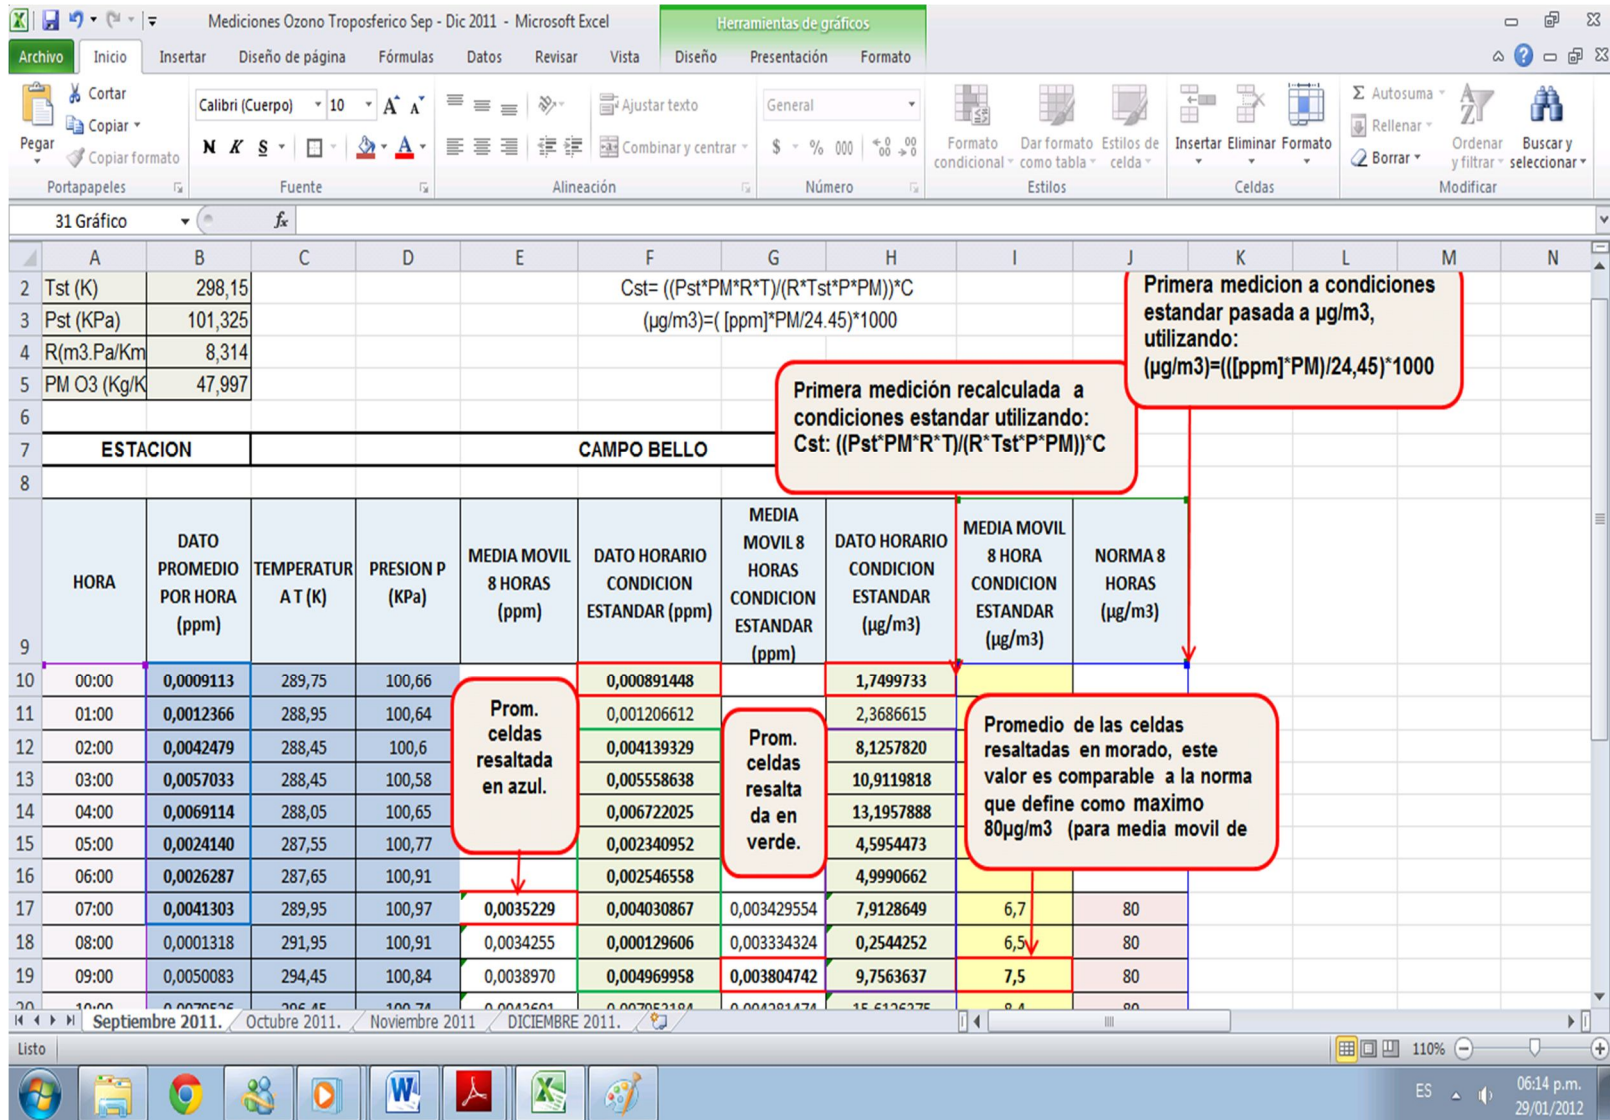 Mediciones Ozono Troposferico Sep - Dic 2011 - Microsoft Excel
Herramientas de gráficos
Archivo Inicio Insertar Diseño de página Fórmulas Datos Revisar Vista Diseño Presentación Formato
Pegar
Cortar
Copiar
Copiar formato
Portapapeles
Calibri (Cuerpo) 10
N K S
Fuente
Ajustar texto
Combinar y centrar
Alineación
General
$ % 000
Número
Formato condicional
Dar formato como tabla
Estilos de celda
Estilos
Insertar Eliminar Formato
Celdas
Σ Autosuma
Rellenar
Borrar
Ordenar y filtrar
Buscar y seleccionar
Modificar
31 Gráfico fx
A B C D E F G H I J K L M N
2 Tst (K) 298,15 Cst= ((Pst*PM*R*T)/(R*Tst*P*PM))*C
3 Pst (KPa) 101,325 (µg/m3)=( [ppm]*PM/24.45)*1000
4 R(m3.Pa/Km 8,314
5 PM O3 (Kg/K 47,997
6
7 ESTACION CAMPO BELLO
8
Primera medicion a condiciones
estandar pasada a µg/m3,
utilizando:
(µg/m3)=(([ppm]*PM)/24,45)*1000
Primera medición recalculada a
condiciones estandar utilizando:
Cst: ((Pst*PM*R*T)/(R*Tst*P*PM))*C
9
HORA
DATO
PROMEDIO
POR HORA
(ppm)
TEMPERATUR
A T (K)
PRESION P
(KPa)
MEDIA MOVIL
8 HORAS
(ppm)
DATO HORARIO
CONDICION
ESTANDAR (ppm)
MEDIA
MOVIL 8
HORAS
CONDICION
ESTANDAR
(ppm)
DATO HORARIO
CONDICION
ESTANDAR
(µg/m3)
MEDIA MOVIL
8 HORA
CONDICION
ESTANDAR
(µg/m3)
NORMA 8
HORAS
(µg/m3)
10 00:00 0,0009113 289,75 100,66 0,000891448 1,7499733
11 01:00 0,0012366 288,95 100,64 0,001206612 2,3686615
12 02:00 0,0042479 288,45 100,6 0,004139329 8,1257820
13 03:00 0,0057033 288,45 100,58 0,005558638 10,9119818
14 04:00 0,0069114 288,05 100,65 0,006722025 13,1957888
15 05:00 0,0024140 287,55 100,77 0,002340952 4,5954473
16 06:00 0,0026287 287,65 100,91 0,002546558 4,9990662
17 07:00 0,0041303 289,95 100,97 0,0035229 0,004030867 0,003429554 7,9128649 6,7 80
18 08:00 0,0001318 291,95 100,91 0,0034255 0,000129606 0,003334324 0,2544252 6,5 80
19 09:00 0,0050083 294,45 100,84 0,0038970 0,004969958 0,003804742 9,7563637 7,5 80
Prom.
celdas
resaltada
en azul.
Prom.
celdas
resalta
da en
verde.
Promedio de las celdas
resaltadas en morado, este
valor es comparable a la norma
que define como maximo
80µg/m3 (para media movil de
Septiembre 2011. Octubre 2011. Noviembre 2011 DICIEMBRE 2011.
Listo 110%
ES 06:14 p.m.
29/01/2012